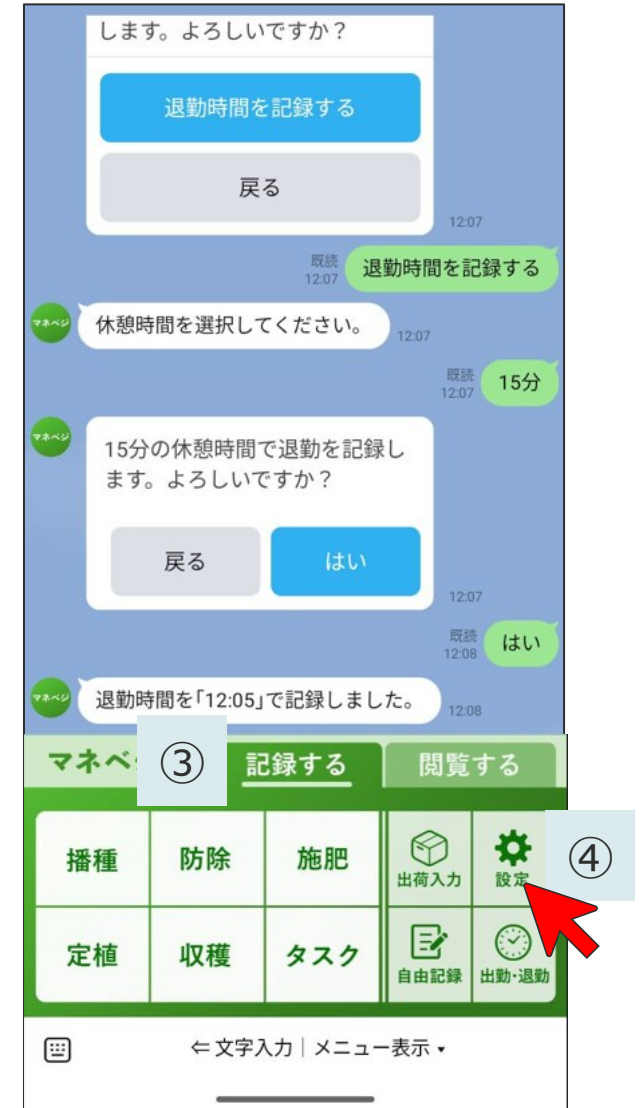 します。よろしいですか？
退勤時間を記録する
戻る
12:07
既読
12:07
退勤時間を記録する
マネベジ
休憩時間を選択してください。
12:07
既読
12:07
15分
マネベジ
15分の休憩時間で退勤を記録し
ます。よろしいですか？
戻る
はい
12:07
既読
12:08
はい
マネベジ
退勤時間を「12:05」で記録しました。
12:08
マネベ
③
記録する
閲覧する
播種
防除
施肥
出荷入力
設定
④
定植
収穫
タスク
自由記録
出勤・退勤
⇐ 文字入力｜メニュー表示 ▾